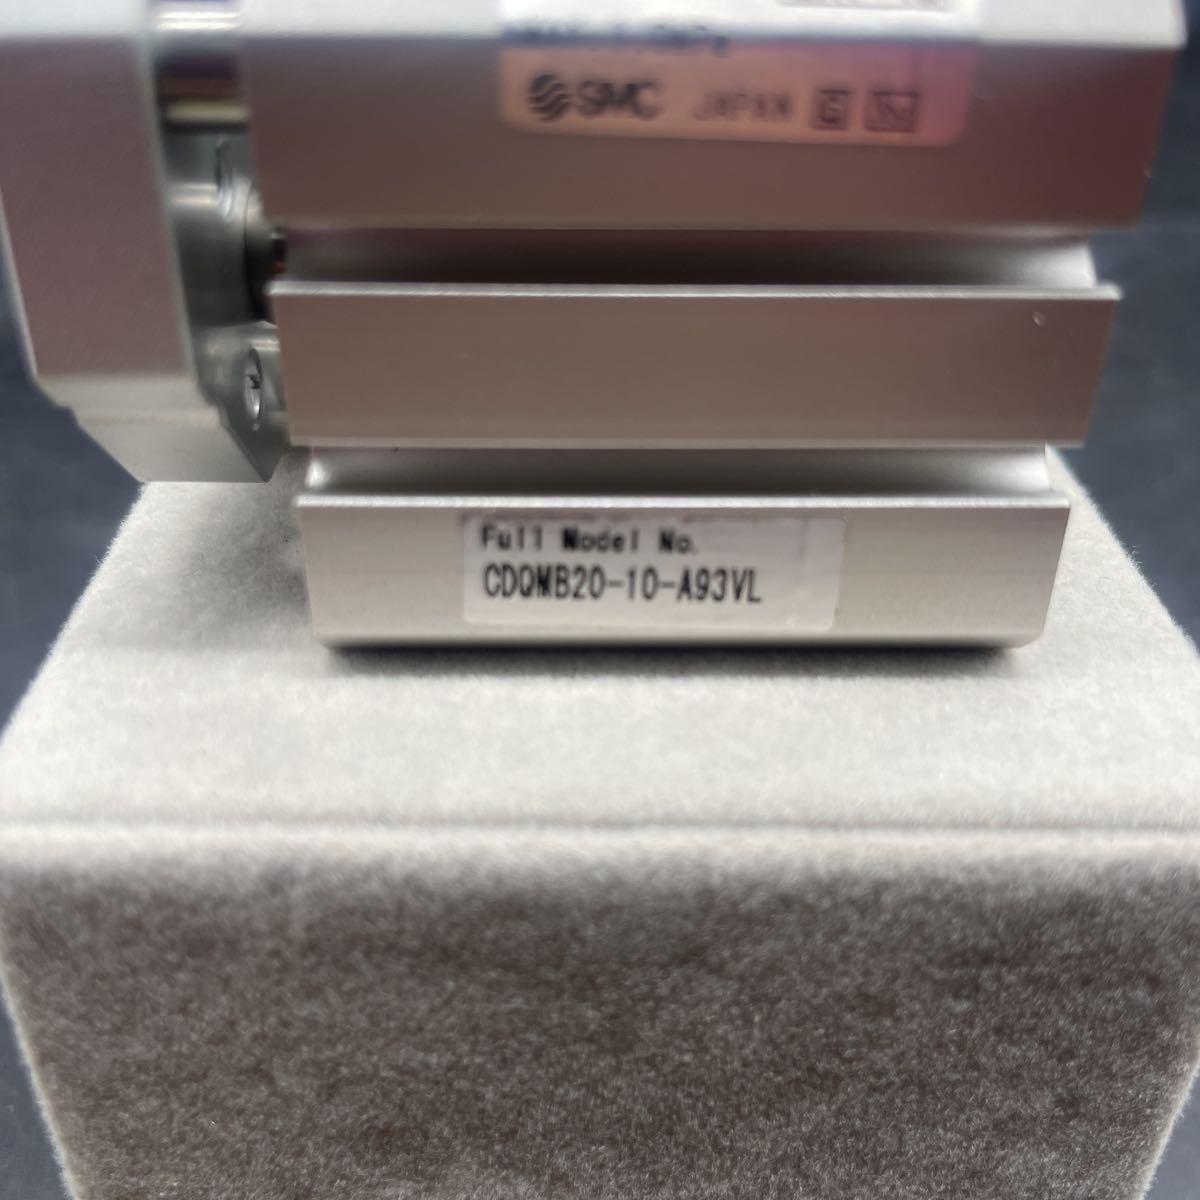 SMC JAPAN
Full Model No.
CDQMB20-10-A93VL